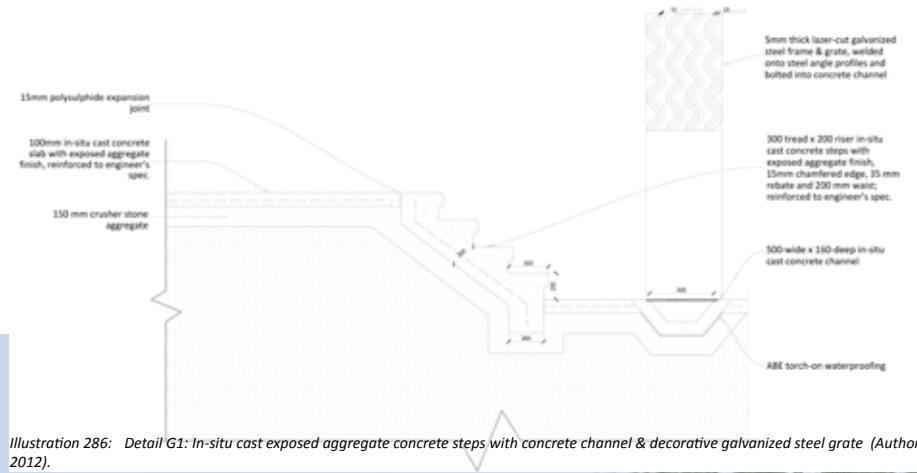 5mm thick lazer-cut galvanized
steel frame & grate, welded
onto steel angle profiles and
bolted into concrete channel
15mm polysulphide expansion
joint
100mm in-situ cast concrete
slab with exposed aggregate
finish, reinforced to engineer's
spec.
150 mm crusher stone
aggregate
300 tread x 200 riser in-situ
cast concrete steps with
exposed aggregate finish,
15mm chamfered edge, 35 mm
rebate and 200 mm waist;
reinforced to engineer's spec.
500-wide x 160-deep in-situ
cast concrete channel
ABE torch-on waterproofing
Illustration 286: Detail G1: In-situ cast exposed aggregate concrete steps with concrete channel & decorative galvanized steel grate (Author
2012).